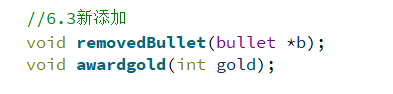 //6.3新添加
void removedBullet(bullet *b);
void awardgold(int gold);